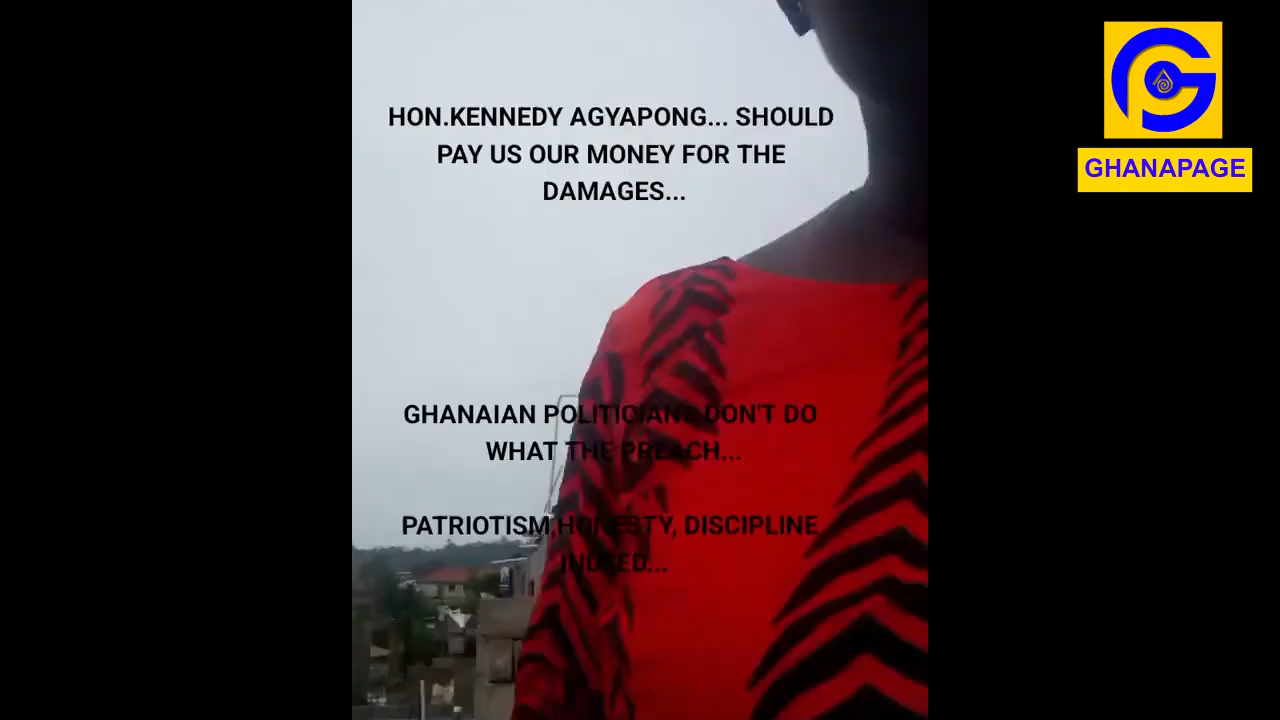 HON.KENNEDY AGYAPONG... SHOULD
PAY US OUR MONEY FOR THE
DAMAGES...
GHANAPAGE
GHANAIAN POLITICIANS DON'T DO
WHAT THE PREACH...
PATRIOTISM,HONESTY, DISCIPLINE
INDEED...